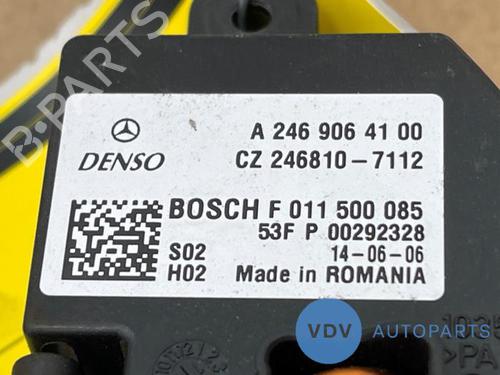 B-PARTS
A 246 906 41 00
DENSO
CZ 246810-7112
BOSCH F 011 500 085
53F P 00292328
S02
14-06-06
H02
Made in ROMANIA
VDV AUTOPARTS
>PA